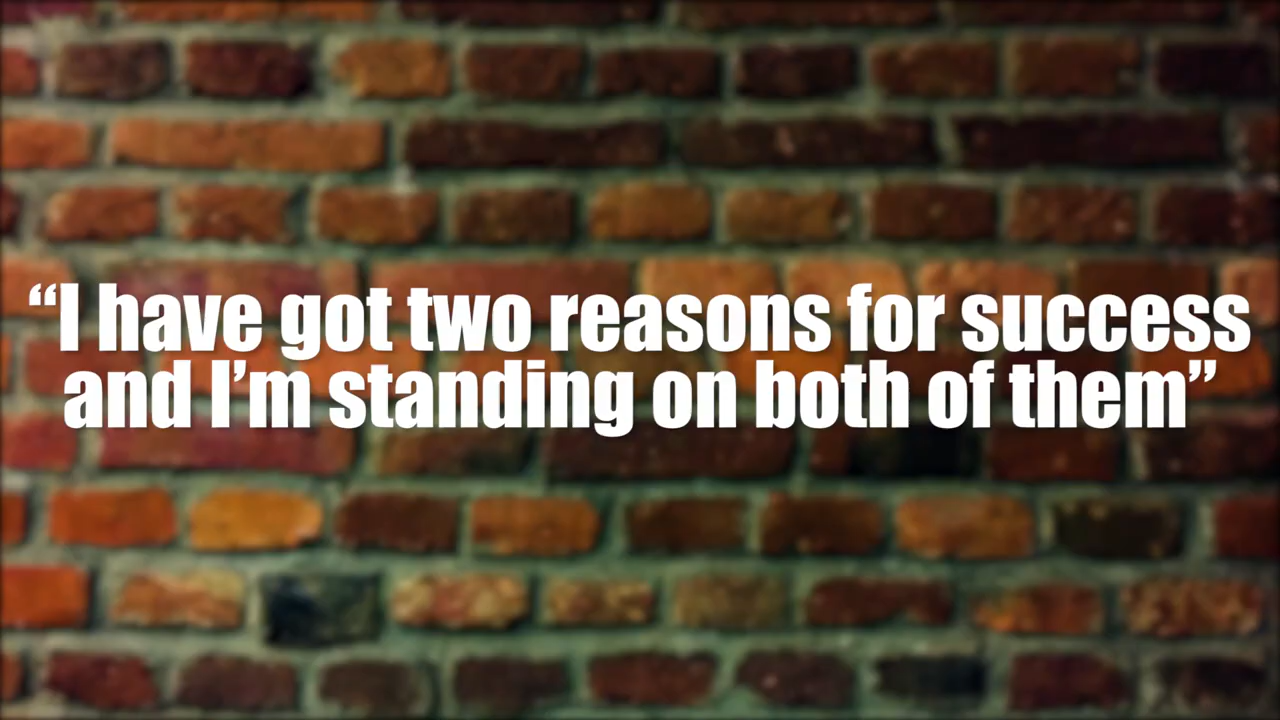 “I have got two reasons for success
and I’m standing on both of them”